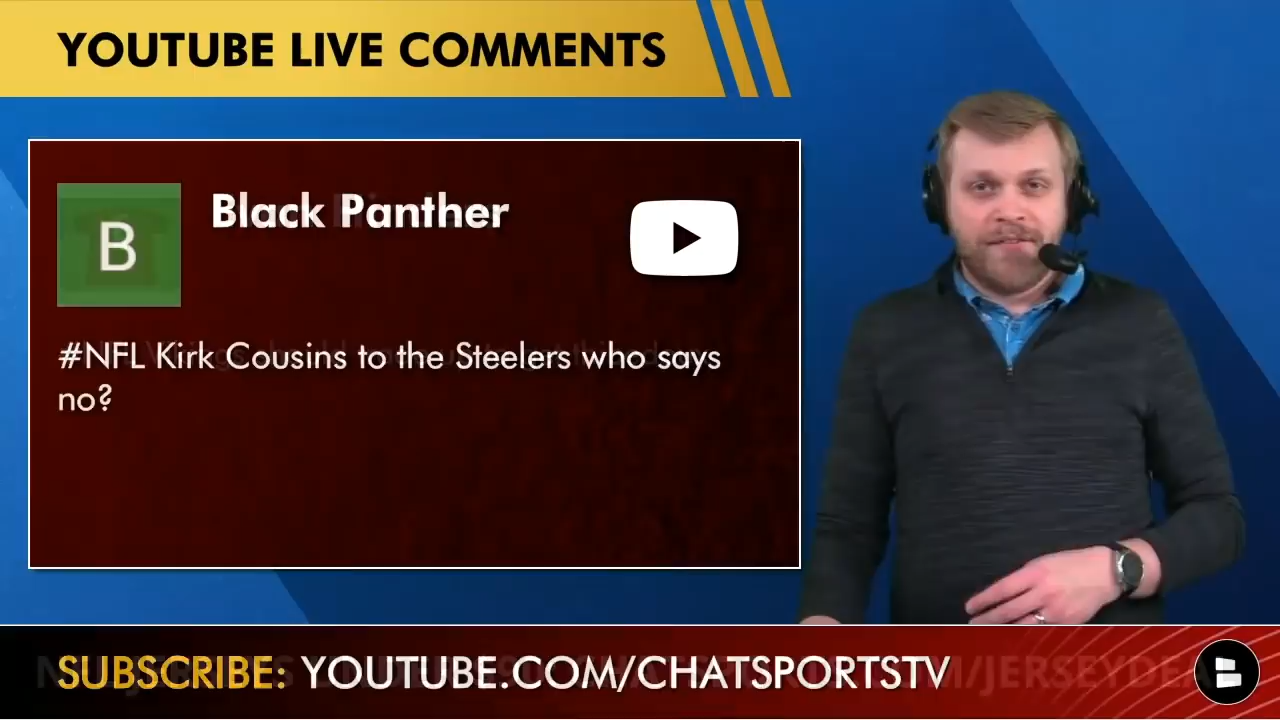 YOUTUBE LIVE COMMENTS
B
Black Panther
#NFL Kirk Cousins to the Steelers who says
no?
SUBSCRIBE: YOUTUBE.COM/CHATSPORTSTV